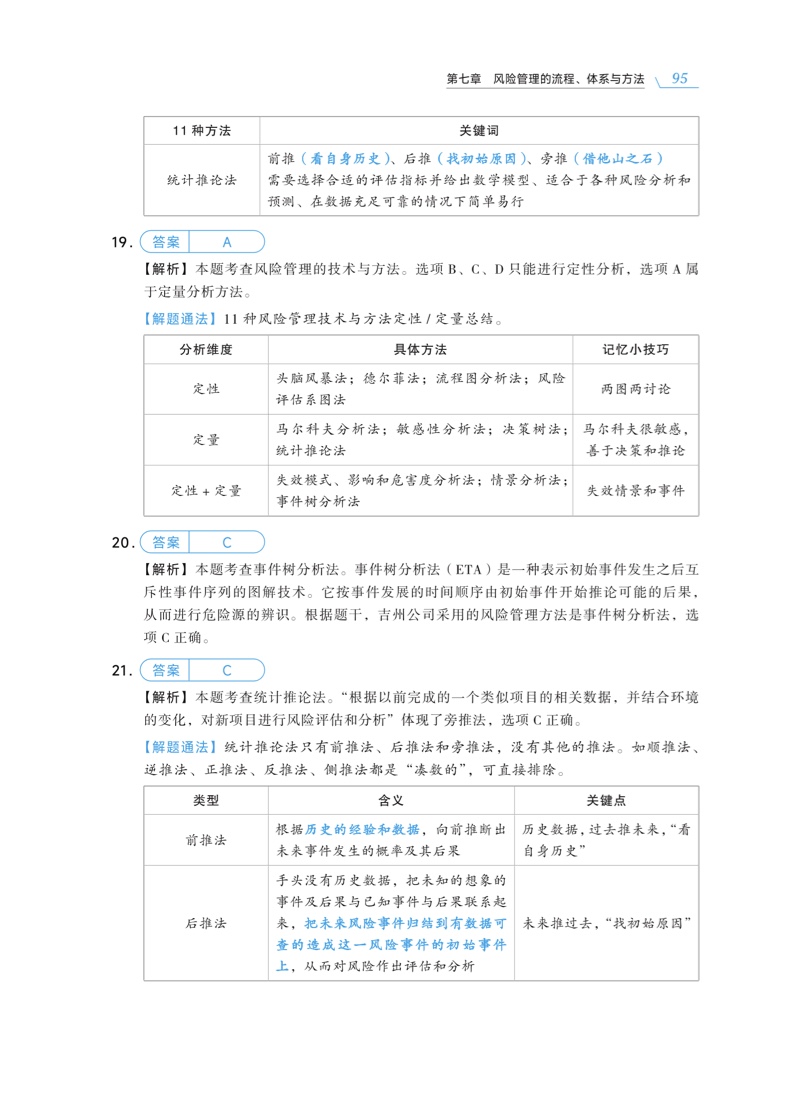 第七章 风险管理的流程、体系与方法 95
11 种方法 关键词
统计推论法
前推（看自身历史）、后推（找初始原因）、旁推（借他山之石）
需要选择合适的评估指标并给出数学模型、适合于各种风险分析和
预测、在数据充足可靠的情况下简单易行
19. 答案 A
【解析】本题考查风险管理的技术与方法。选项 B、C、D 只能进行定性分析，选项 A 属
于定量分析方法。
【解题通法】11 种风险管理技术与方法定性 / 定量总结。
分析维度 具体方法 记忆小技巧
定性
头脑风暴法；德尔菲法；流程图分析法；风险
评估系图法
两图两讨论
定量
马尔科夫分析法；敏感性分析法；决策树法；
统计推论法
马尔科夫很敏感，
善于决策和推论
定性 + 定量
失效模式、影响和危害度分析法；情景分析法；
事件树分析法
失效情景和事件
20. 答案 C
【解析】本题考查事件树分析法。事件树分析法（ETA）是一种表示初始事件发生之后互
斥性事件序列的图解技术。它按事件发展的时间顺序由初始事件开始推论可能的后果，
从而进行危险源的辨识。根据题干，吉州公司采用的风险管理方法是事件树分析法，选
项 C 正确。
21. 答案 C
【解析】本题考查统计推论法。“根据以前完成的一个类似项目的相关数据，并结合环境
的变化，对新项目进行风险评估和分析”体现了旁推法，选项 C 正确。
【解题通法】统计推论法只有前推法、后推法和旁推法，没有其他的推法。如顺推法、
逆推法、正推法、反推法、侧推法都是“凑数的”，可直接排除。
类型 含义 关键点
前推法
根据历史的经验和数据，向前推断出
未来事件发生的概率及其后果
历史数据，过去推未来，“看
自身历史”
后推法
手头没有历史数据，把未知的想象的
事件及后果与已知事件与后果联系起
来，把未来风险事件归结到有数据可
查的造成这一风险事件的初始事件
上，从而对风险作出评估和分析
未来推过去，“找初始原因”